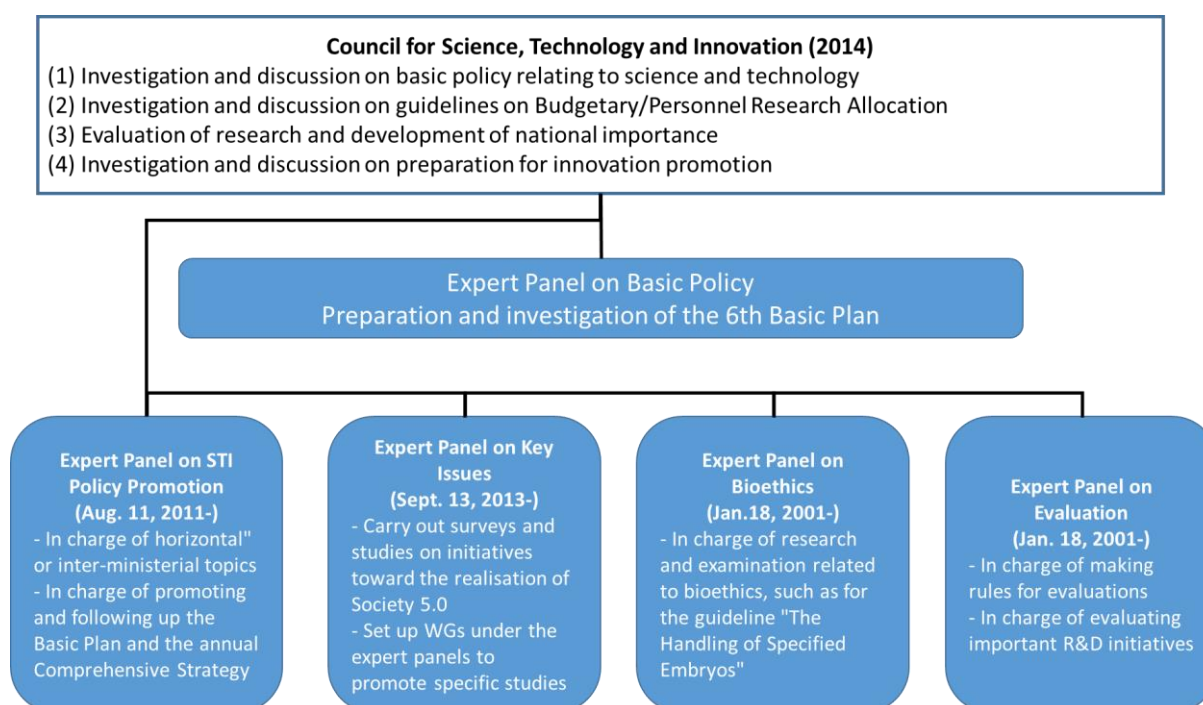 Council for Science, Technology and Innovation (2014)
(1) Investigation and discussion on basic policy relating to science and technology
(2) Investigation and discussion on guidelines on Budgetary/Personnel Research Allocation
(3) Evaluation of research and development of national importance
(4) Investigation and discussion on preparation for innovation promotion
Expert Panel on Basic Policy
Preparation and investigation of the 6th Basic Plan
Expert Panel on STI
Policy Promotion
(Aug. 11, 2011-)
- In charge of horizontal"
or inter-ministerial topics
- In charge of promoting
and following up the
Basic Plan and the annual
Comprehensive Strategy
Expert Panel on Key
Issues
(Sept. 13, 2013-)
- Carry out surveys and
studies on initiatives
toward the realisation of
Society 5.0
- Set up WGs under the
expert panels to
promote specific studies
Expert Panel on
Bioethics
(Jan.18, 2001-)
- In charge of research
and examination related
to bioethics, such as for
the guideline "The
Handling of Specified
Embryos"
Expert Panel on
Evaluation
(Jan. 18, 2001-)
- In charge of making
rules for evaluations
- In charge of evaluating
important R&D initiatives